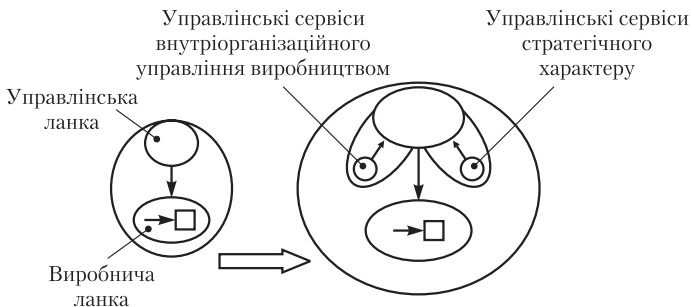 Управлінські сервіси
внутріорганізаційного
управління виробництвом
Управлінські сервіси
стратегічного
характеру
Управлінська
ланка
Виробнича
ланка